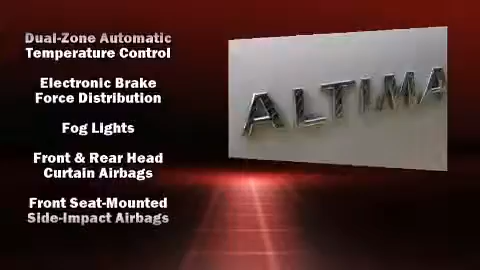 Dual-Zone Automatic
Temperature Control
Electronic Brake
Force Distribution
Fog Lights
Front & Rear Head
Curtain Airbags
Front Seat-Mounted
Side-Impact Airbags
ALTIMA